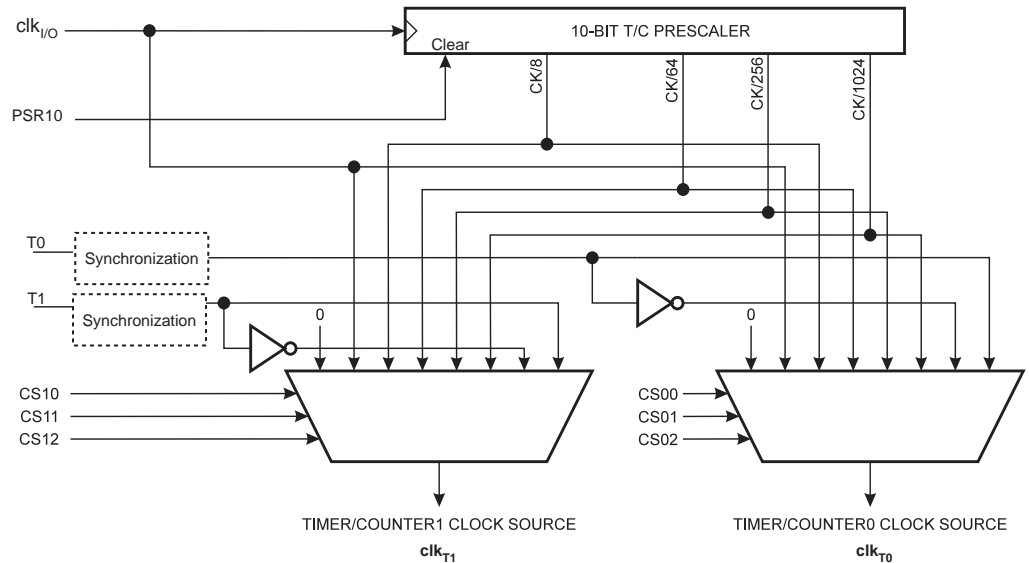 clkI/O
10-BIT T/C PRESCALER
Clear
CK/8
CK/64
CK/256
CK/1024
PSR10
T0
Synchronization
T1
Synchronization
0
0
CS10
CS11
CS12
CS00
CS01
CS02
TIMER/COUNTER1 CLOCK SOURCE
clkT1
TIMER/COUNTER0 CLOCK SOURCE
clkT0